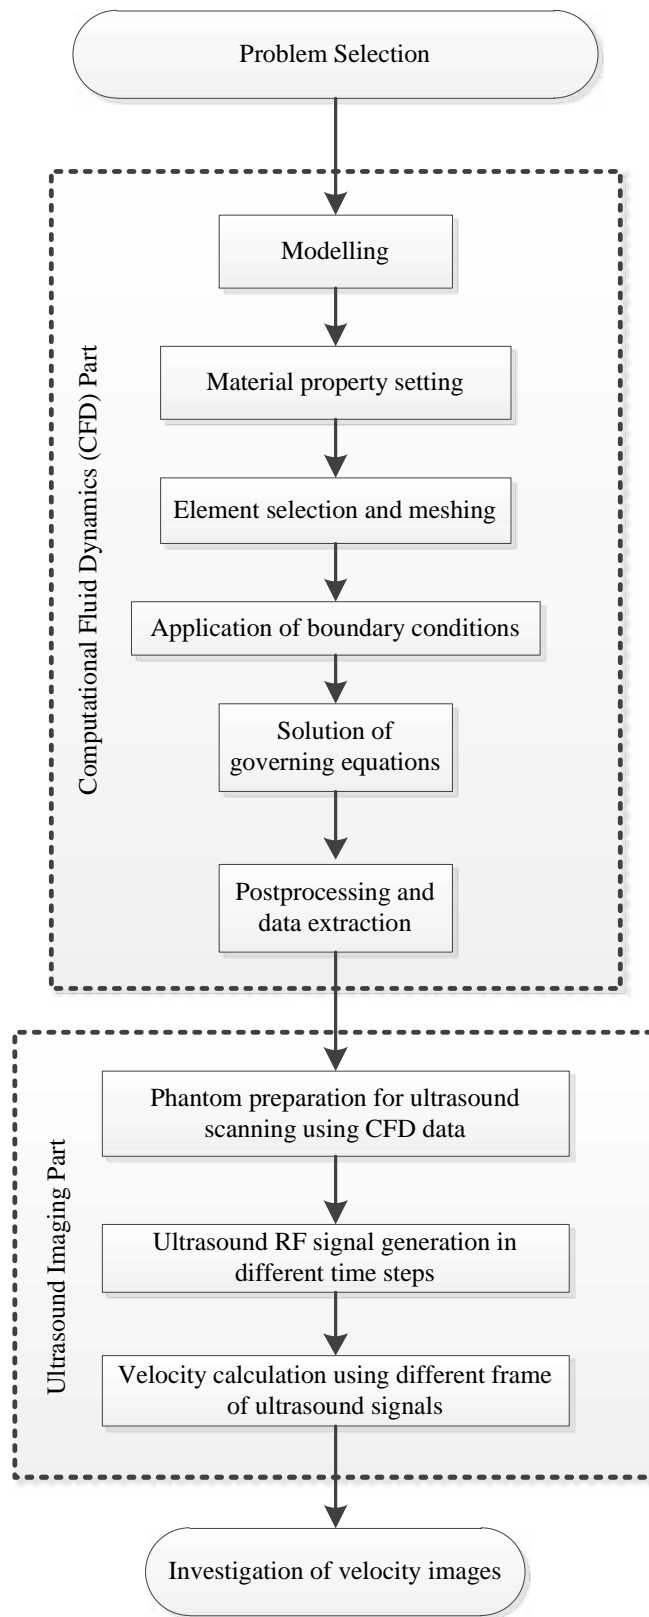 Problem Selection
Computational Fluid Dynamics (CFD) Part
Modelling
Material property setting
Element selection and meshing
Application of boundary conditions
Solution of
governing equations
Postprocessing and
data extraction
Ultrasound Imaging Part
Phantom preparation for ultrasound
scanning using CFD data
Ultrasound RF signal generation in
different time steps
Velocity calculation using different frame
of ultrasound signals
Investigation of velocity images